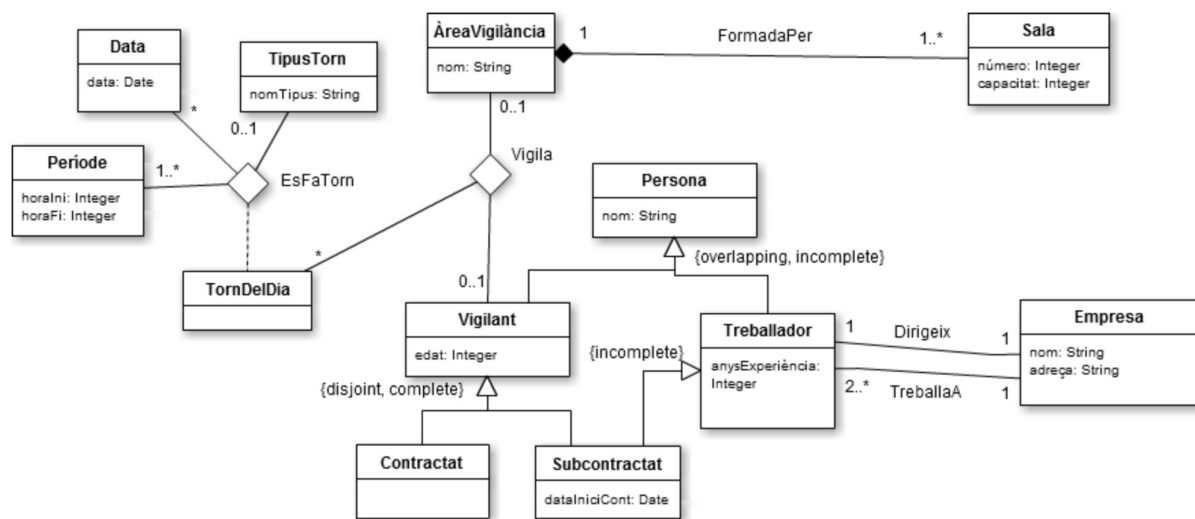 Data
data: Date
TipusTorn
nomTipus: String
ÀreaVigilància
nom: String
1
FormadaPer
1..*
Sala
número: Integer
capacitat: Integer
*
0..1
0..1
Període
horaIni: Integer
horaFi: Integer
1..*
EsFaTorn
Vigila
Persona
nom: String
*
TornDelDia
{overlapping, incomplete}
0..1
Vigilant
edat: Integer
Treballador
anysExperiència:
Integer
1
Dirigeix
1
Empresa
nom: String
adreça: String
{incomplete}
2..*
TreballaA
1
{disjoint, complete}
Contractat
Subcontractat
dataIniciCont: Date